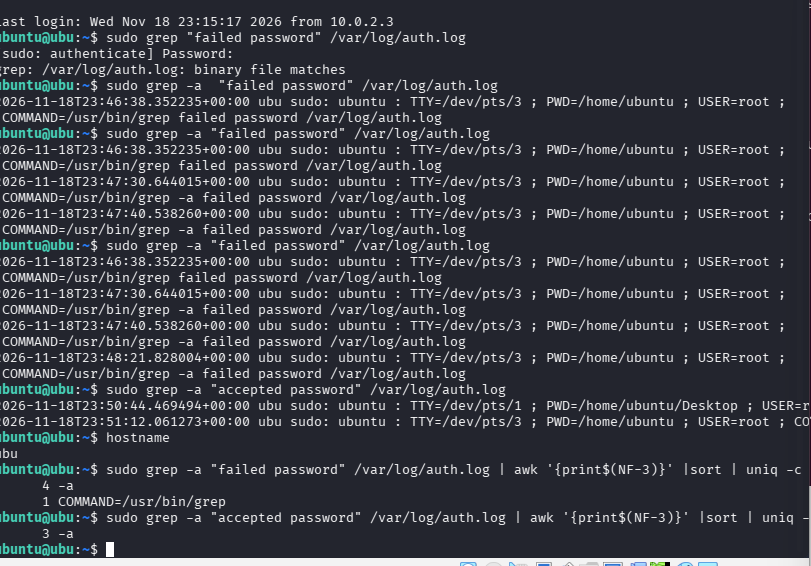 ast login: Wed Nov 18 23:15:17 2026 from 10.0.2.3
ubuntu@ubu:~$ sudo grep "failed password" /var/log/auth.log
sudo: authenticate] Password:
grep: /var/log/auth.log: binary file matches
ubuntu@ubu:~$ sudo grep -a  "failed password" /var/log/auth.log
2026-11-18T23:46:38.352235+00:00 ubu sudo: ubuntu : TTY=/dev/pts/3 ; PWD=/home/ubuntu ; USER=root ;
COMMAND=/usr/bin/grep failed password /var/log/auth.log
ubuntu@ubu:~$ sudo grep -a "failed password" /var/log/auth.log
2026-11-18T23:46:38.352235+00:00 ubu sudo: ubuntu : TTY=/dev/pts/3 ; PWD=/home/ubuntu ; USER=root ;
COMMAND=/usr/bin/grep failed password /var/log/auth.log
2026-11-18T23:47:30.644015+00:00 ubu sudo: ubuntu : TTY=/dev/pts/3 ; PWD=/home/ubuntu ; USER=root ;
COMMAND=/usr/bin/grep -a failed password /var/log/auth.log
2026-11-18T23:47:40.538260+00:00 ubu sudo: ubuntu : TTY=/dev/pts/3 ; PWD=/home/ubuntu ; USER=root ;
COMMAND=/usr/bin/grep -a failed password /var/log/auth.log
ubuntu@ubu:~$ sudo grep -a "failed password" /var/log/auth.log
2026-11-18T23:46:38.352235+00:00 ubu sudo: ubuntu : TTY=/dev/pts/3 ; PWD=/home/ubuntu ; USER=root ;
COMMAND=/usr/bin/grep failed password /var/log/auth.log
2026-11-18T23:47:30.644015+00:00 ubu sudo: ubuntu : TTY=/dev/pts/3 ; PWD=/home/ubuntu ; USER=root ;
COMMAND=/usr/bin/grep -a failed password /var/log/auth.log
2026-11-18T23:47:40.538260+00:00 ubu sudo: ubuntu : TTY=/dev/pts/3 ; PWD=/home/ubuntu ; USER=root ;
COMMAND=/usr/bin/grep -a failed password /var/log/auth.log
2026-11-18T23:48:21.828004+00:00 ubu sudo: ubuntu : TTY=/dev/pts/3 ; PWD=/home/ubuntu ; USER=root ;
COMMAND=/usr/bin/grep -a failed password /var/log/auth.log
ubuntu@ubu:~$ sudo grep -a "accepted password" /var/log/auth.log
2026-11-18T23:50:44.469494+00:00 ubu sudo: ubuntu : TTY=/dev/pts/1 ; PWD=/home/ubuntu/Desktop ; USER=r
2026-11-18T23:51:12.061273+00:00 ubu sudo: ubuntu : TTY=/dev/pts/3 ; PWD=/home/ubuntu ; USER=root ; CO
ubuntu@ubu:~$ hostname
ubu
ubuntu@ubu:~$ sudo grep -a "failed password" /var/log/auth.log | awk '{print$(NF-3)}' |sort | uniq -c
4 -a
1 COMMAND=/usr/bin/grep
ubuntu@ubu:~$ sudo grep -a "accepted password" /var/log/auth.log | awk '{print$(NF-3)}' |sort | uniq -
3 -a
ubuntu@ubu:~$